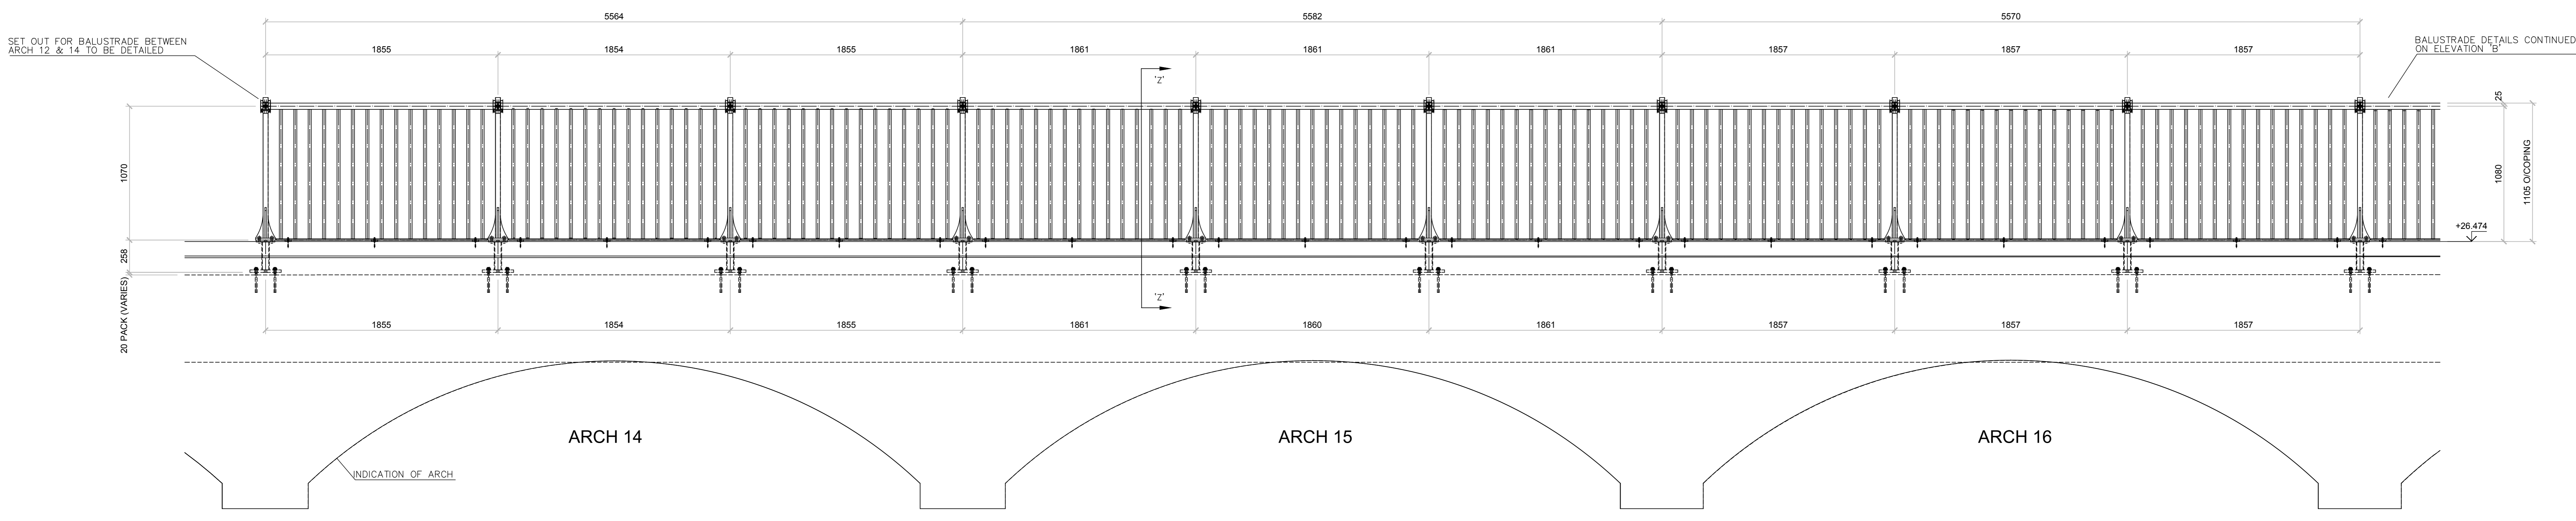 5564
5582
5570
SET OUT FOR BALUSTRADE BETWEEN
ARCH 12 & 14 TO BE DETAILED
1855
1854
1855
1861
1861
1861
1857
1857
1857
BALUSTRADE DETAILS CONTINUED
ON ELEVATION 'B'
'Z'
25
1070
1080
1105 O/COPING
+26.474
258
20 PACK (VARIES)
'Z'
1855
1854
1855
1861
1860
1861
1857
1857
1857
ARCH 14
ARCH 15
ARCH 16
INDICATION OF ARCH